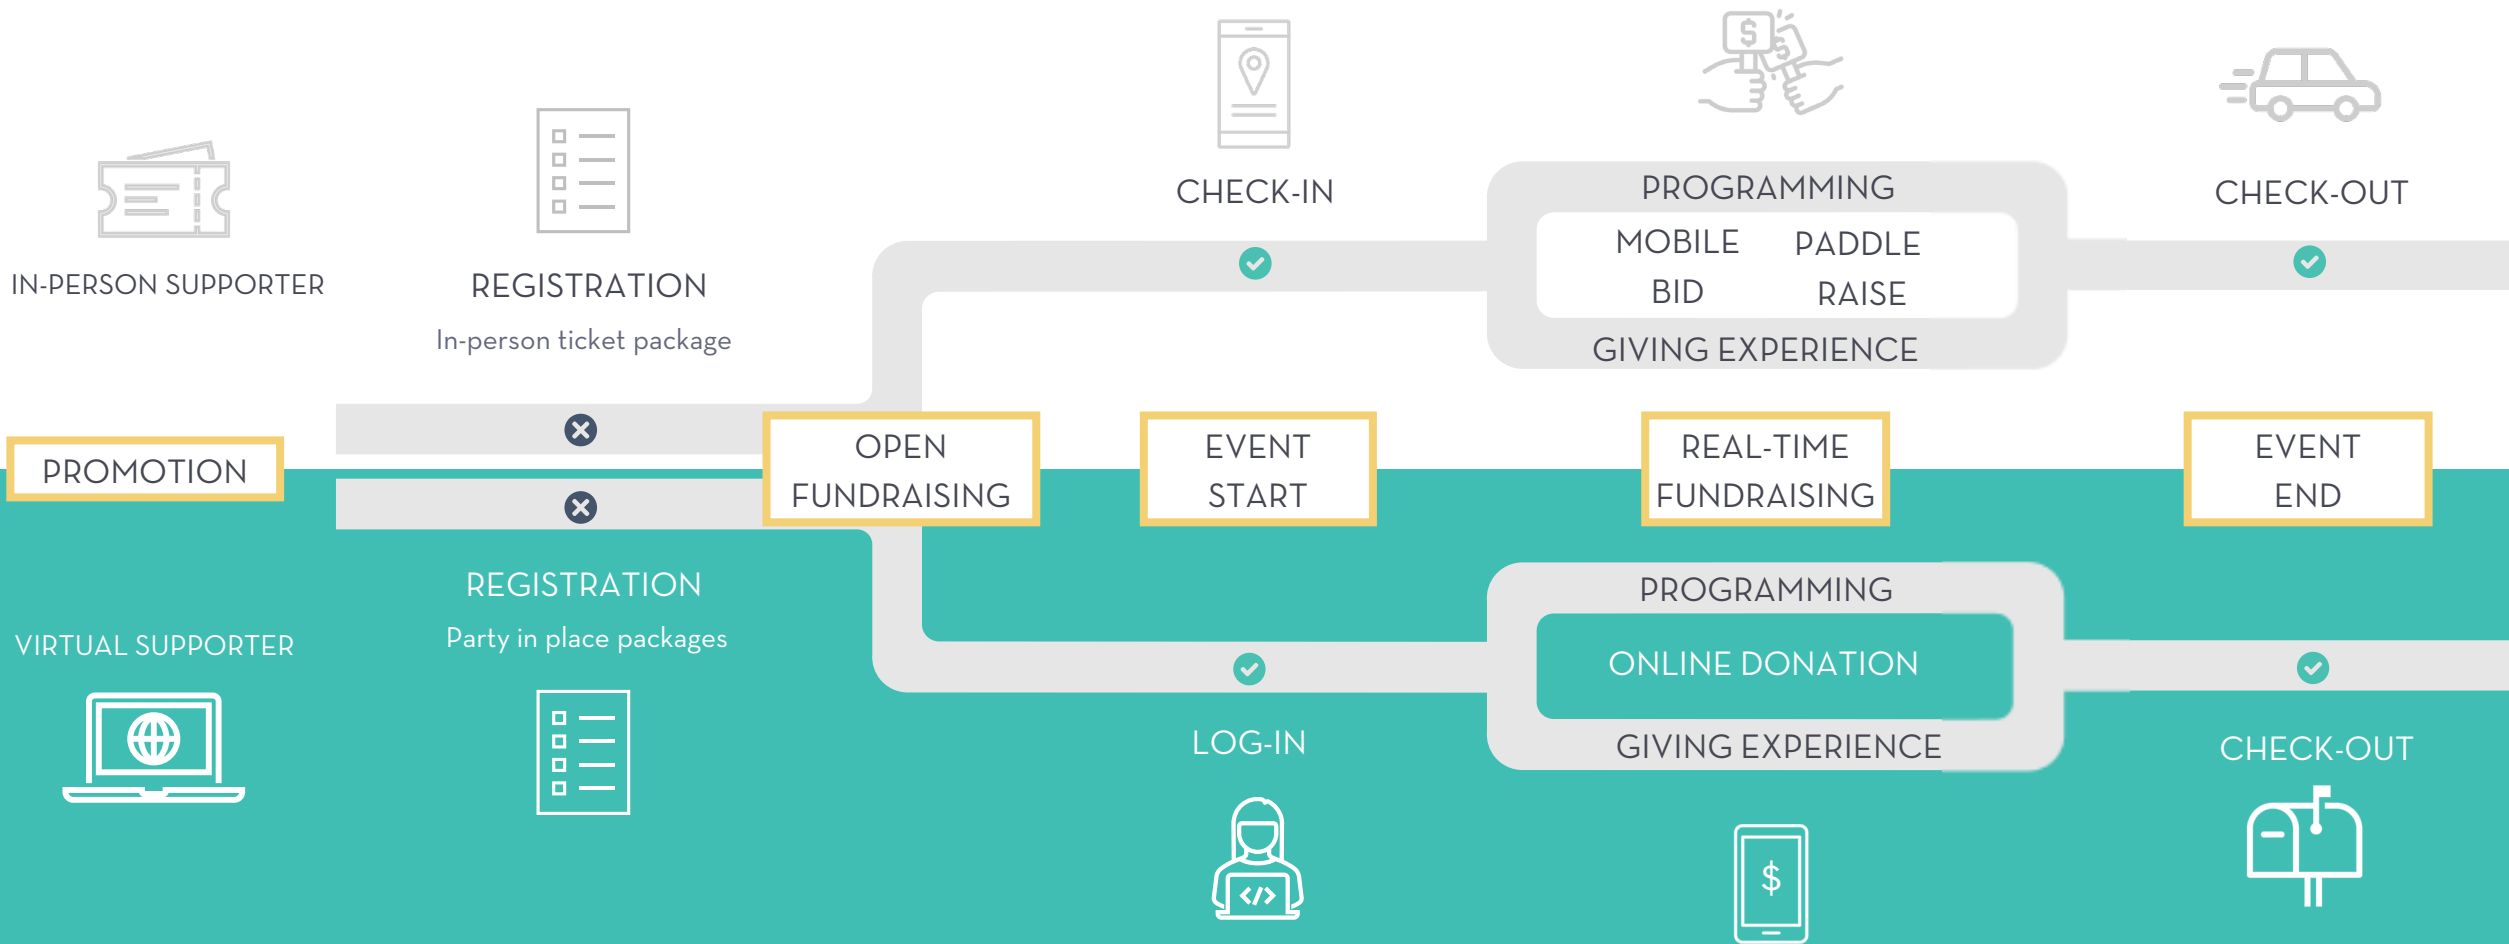 IN-PERSON SUPPORTER
REGISTRATION
In-person ticket package
CHECK-IN
$
$
PROGRAMMING
MOBILE
BID
PADDLE
RAISE
GIVING EXPERIENCE
CHECK-OUT
PROMOTION
OPEN
FUNDRAISING
EVENT
START
REAL-TIME
FUNDRAISING
EVENT
END
VIRTUAL SUPPORTER
REGISTRATION
Party in place packages
LOG-IN
</>
PROGRAMMING
ONLINE DONATION
GIVING EXPERIENCE
$
CHECK-OUT